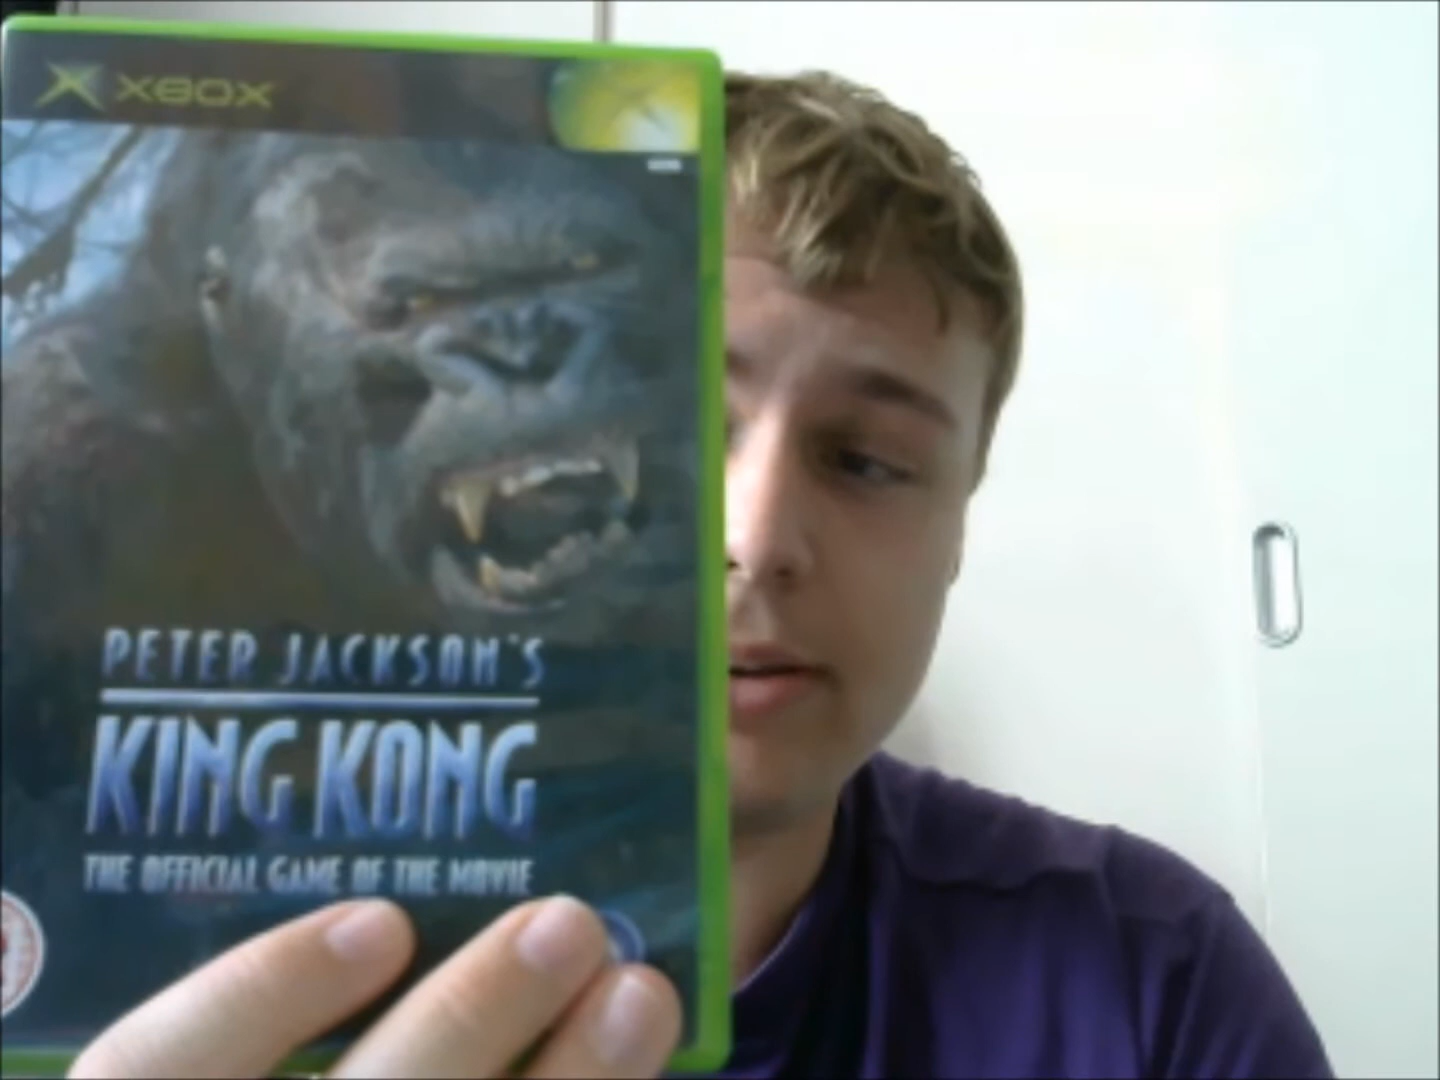 XBOX
PETER JACKSON'S
KING KONG
THE OFFICIAL GAME OF THE MOVIE